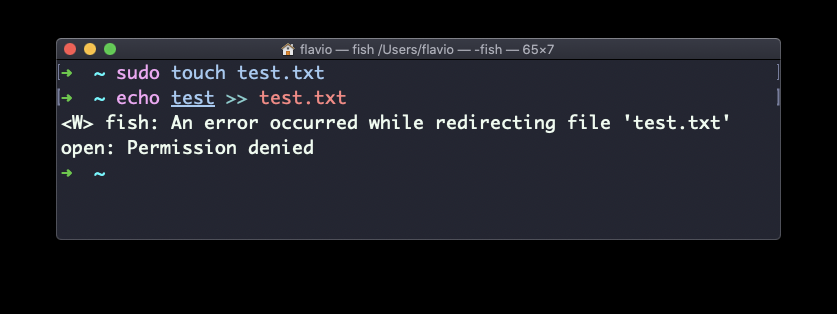 flavio — fish /Users/flavio — -fish — 65×7
➜ ~ sudo touch test.txt
➜ ~ echo test >> test.txt
<W> fish: An error occurred while redirecting file 'test.txt'
open: Permission denied
➜ ~